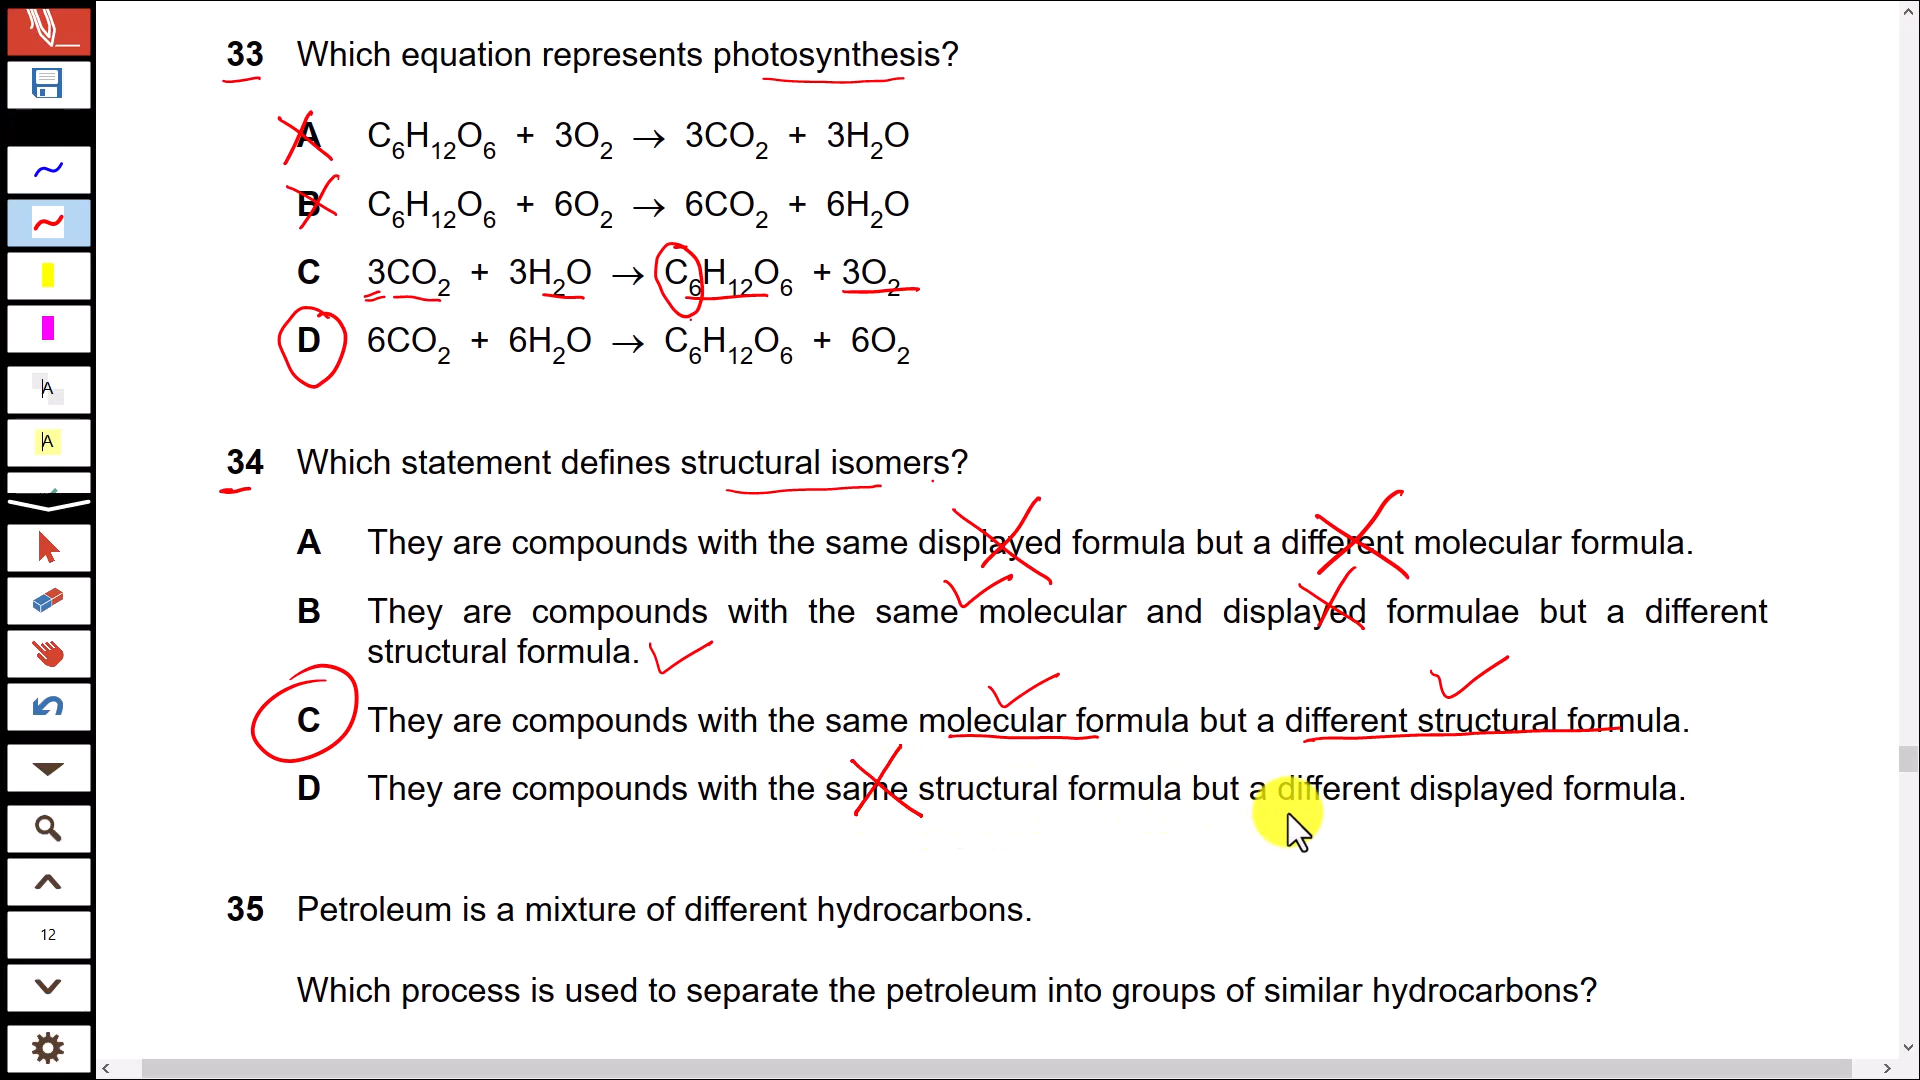 33 Which equation represents photosynthesis?
A C₆H₁₂O₆ + 3O₂ → 3CO₂ + 3H₂O
B C₆H₁₂O₆ + 6O₂ → 6CO₂ + 6H₂O
C 3CO₂ + 3H₂O → C₆H₁₂O₆ + 3O₂
D 6CO₂ + 6H₂O → C₆H₁₂O₆ + 6O₂
34 Which statement defines structural isomers?
A They are compounds with the same displayed formula but a different molecular formula.
B They are compounds with the same molecular and displayed formulae but a different
structural formula.
C They are compounds with the same molecular formula but a different structural formula.
D They are compounds with the same structural formula but a different displayed formula.
35 Petroleum is a mixture of different hydrocarbons.
Which process is used to separate the petroleum into groups of similar hydrocarbons?
A
A
12